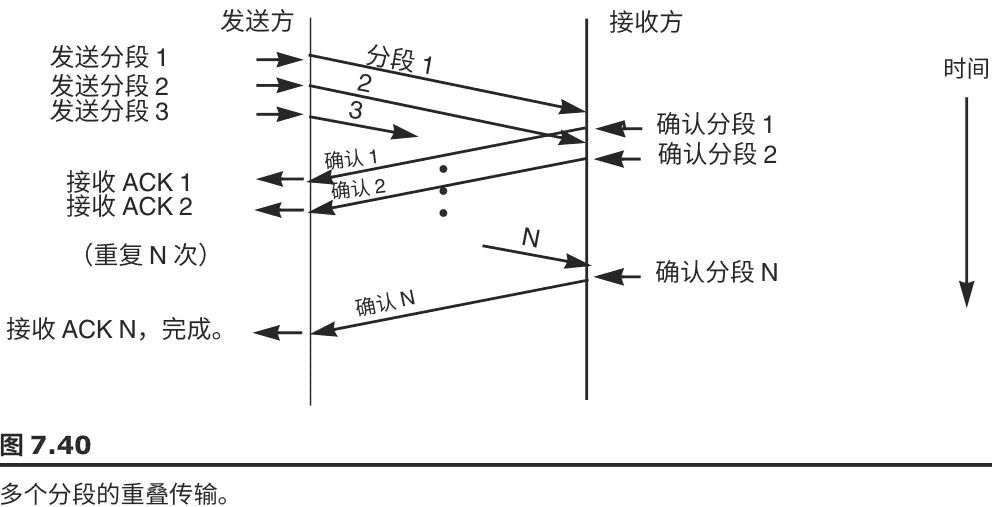 发送方
接收方
发送分段 1
发送分段 2
发送分段 3
分段 1
2
3
时间
确认分段 1
确认分段 2
确认 1
确认 2
接收 ACK 1
接收 ACK 2
（重复 N 次）
N
确认分段 N
确认 N
接收 ACK N，完成。
图 7.40
多个分段的重叠传输。